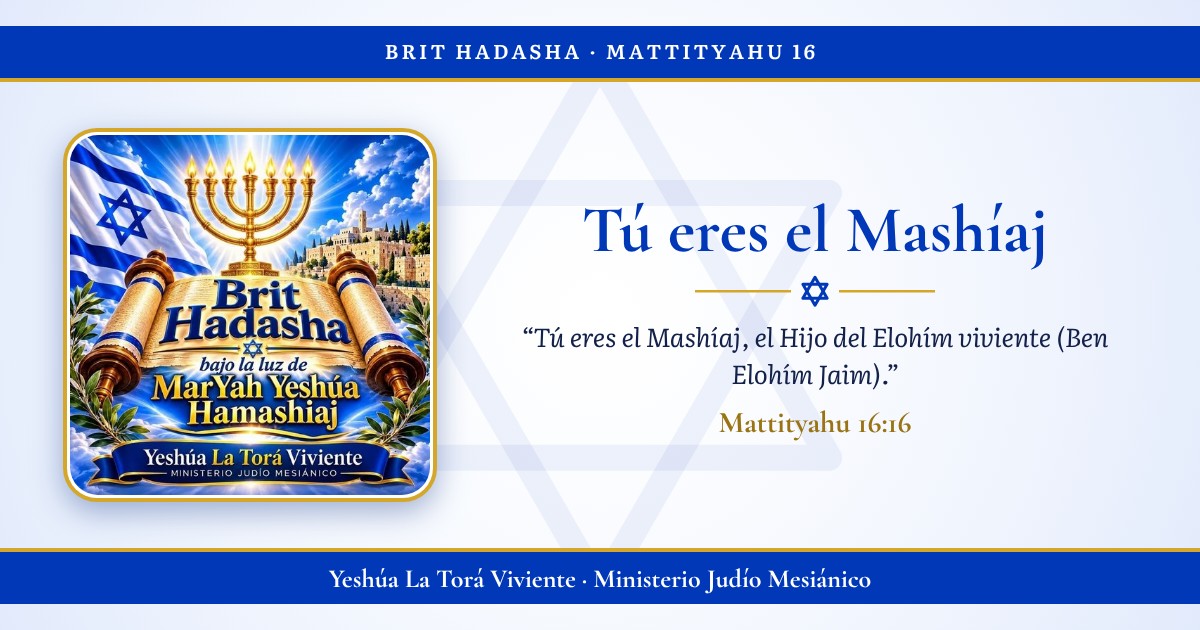 BRIT HADASHA · MATTITYAHU 16
Brit
Hadasha
bajo la luz de
MarYah Yeshúa
Hamashiaj
Yeshúa La Torá Viviente
MINISTERIO JUDÍO MESIÁNICO
Tú eres el Mashíaj
“Tú eres el Mashíaj, el Hijo del Elohím viviente (Ben
Elohím Jaim).”
Mattityahu 16:16
Yeshúa La Torá Viviente · Ministerio Judío Mesiánico